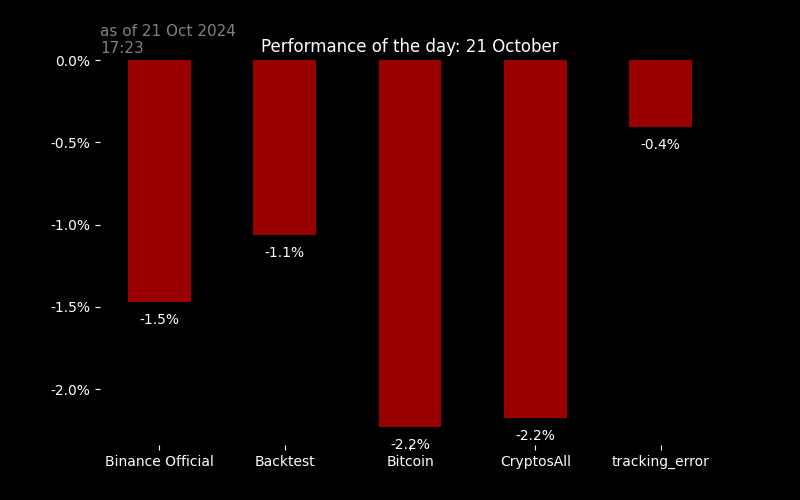 as of 21 Oct 2024
17:23
Performance of the day: 21 October
0.0%
-0.5%
-1.0%
-1.5%
-2.0%
-1.5%
-1.1%
-2.2%
-2.2%
-0.4%
Binance Official
Backtest
Bitcoin
CryptosAll
tracking_error